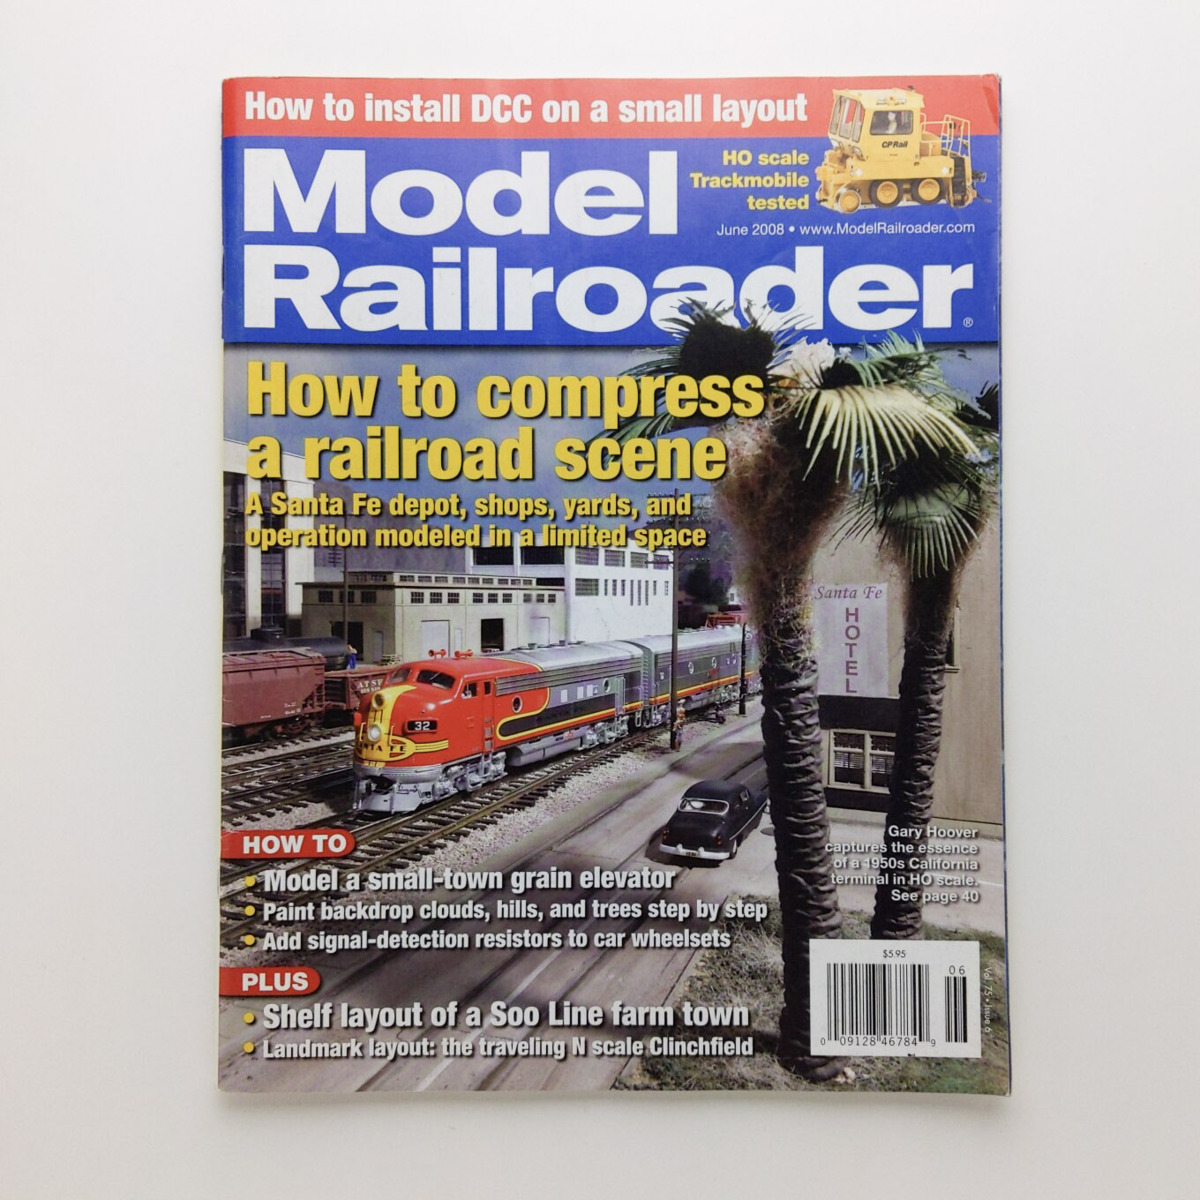 How to install DCC on a small layout
CP Rail
HO scale
Trackmobile
tested
June 2008 • www.ModelRailroader.com
Model
Railroader®
How to compress
a railroad scene
A Santa Fe depot, shops, yards, and
operation modeled in a limited space
Santa Fe
HOTEL
ATSF
32
SANTA FE
Gary Hoover
captures the essence
of a 1950s California
terminal in HO scale.
See page 40
HOW TO
• Model a small-town grain elevator
• Paint backdrop clouds, hills, and trees step by step
• Add signal-detection resistors to car wheelsets
PLUS
• Shelf layout of a Soo Line farm town
• Landmark layout: the traveling N scale Clinchfield
$5.95
06
0 09128 46784 9
Vol. 75 • Issue 6